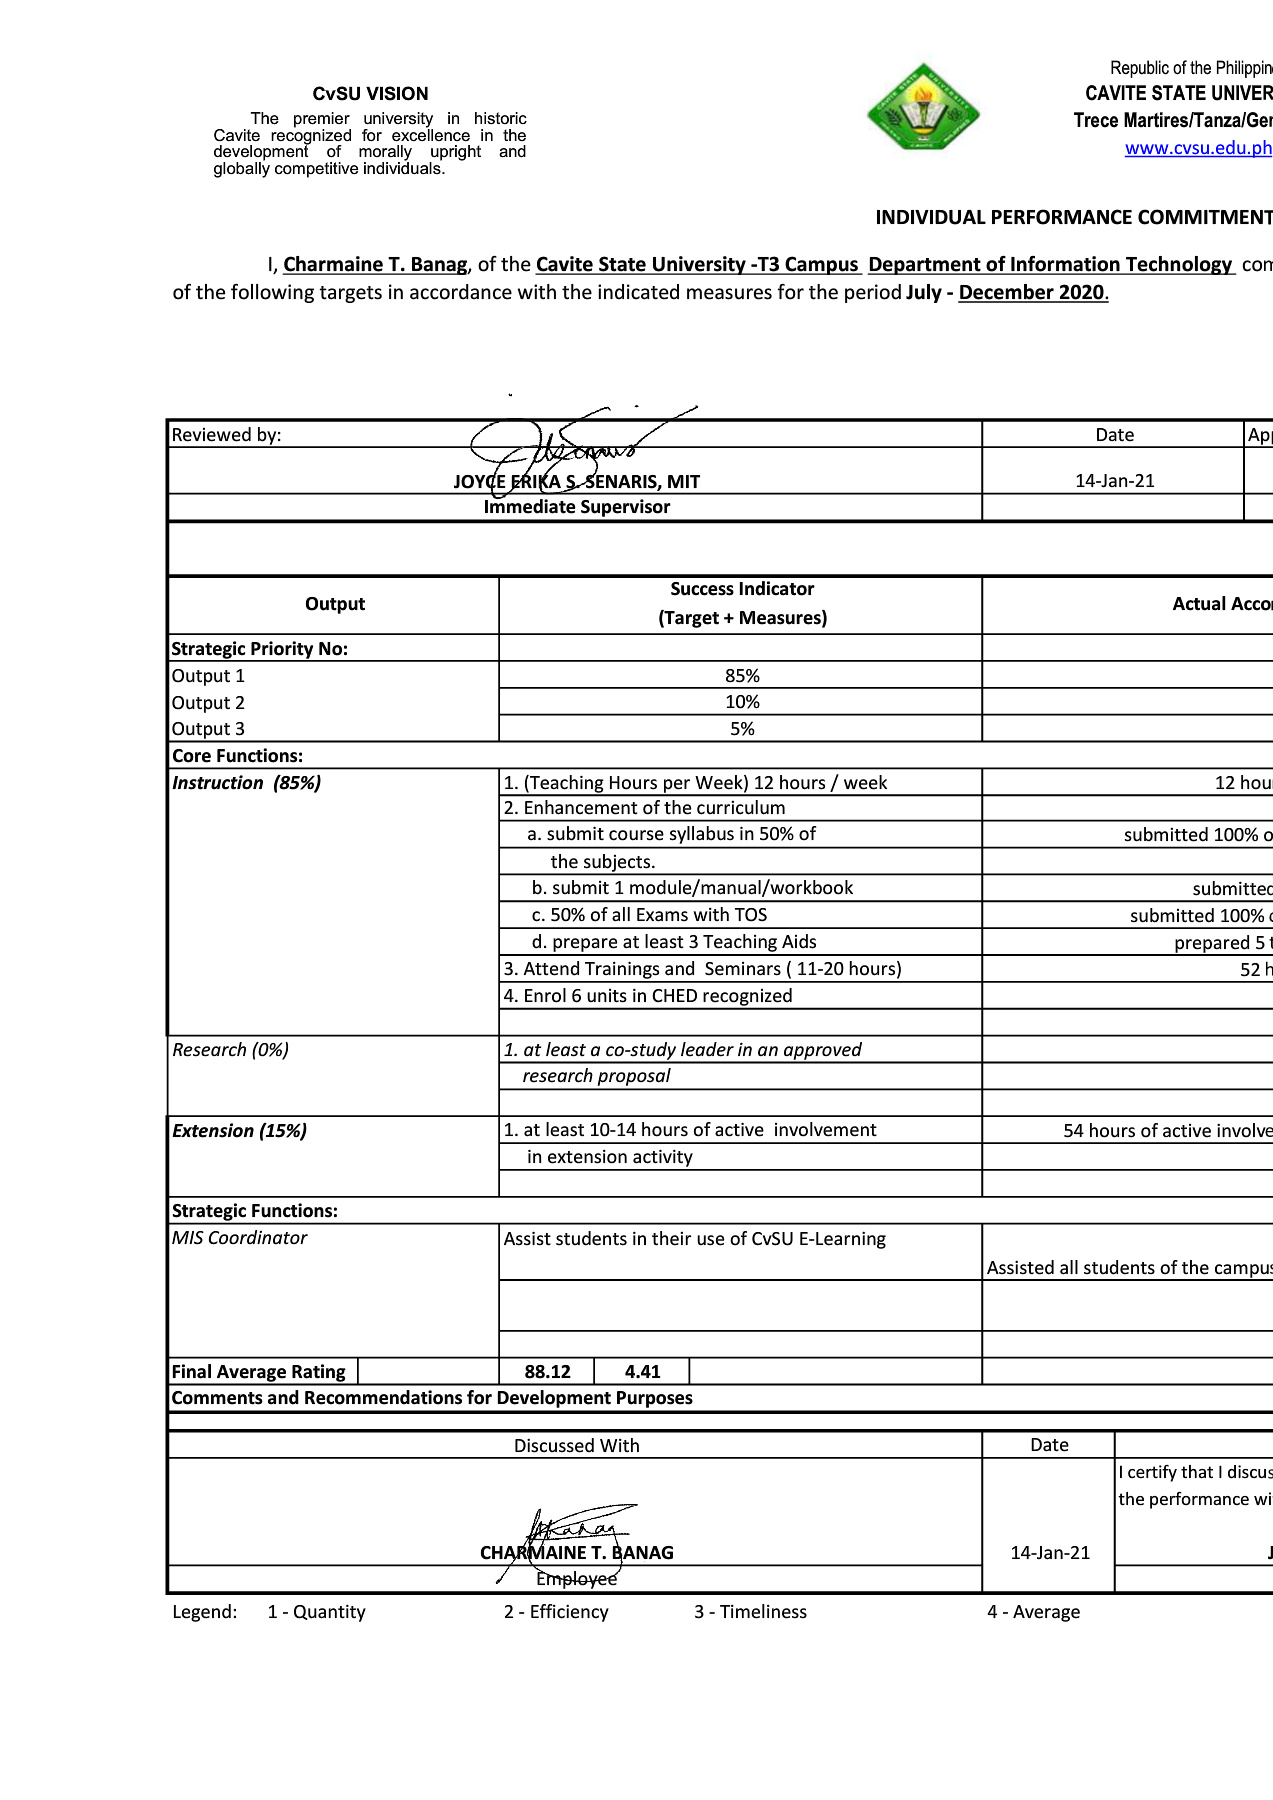 Republic of the Philippin
CvSU VISION
CAVITE STATE UNIVER
The premier university in historic
Trece Martires/Tanza/Ger
Cavite recognized for excellence in the
development of morally upright and
www.cvsu.edu.ph
globally competitive individuals.
INDIVIDUAL PERFORMANCE COMMITMENT
I, Charmaine T. Banag, of the Cavite State University -T3 Campus Department of Information Technology com
of the following targets in accordance with the indicated measures for the period July - December 2020.
Reviewed by: Date App
JOYCE ERIKA S. SENARIS, MIT 14-Jan-21
Immediate Supervisor
Output Success Indicator Actual Acco
(Target + Measures)
Strategic Priority No:
Output 1 85%
Output 2 10%
Output 3 5%
Core Functions:
Instruction (85%) 1. (Teaching Hours per Week) 12 hours / week 12 hou
2. Enhancement of the curriculum
a. submit course syllabus in 50% of submitted 100% o
the subjects.
b. submit 1 module/manual/workbook submitted
c. 50% of all Exams with TOS submitted 100% o
d. prepare at least 3 Teaching Aids prepared 5 t
3. Attend Trainings and Seminars ( 11-20 hours) 52 h
4. Enrol 6 units in CHED recognized
Research (0%) 1. at least a co-study leader in an approved
research proposal
Extension (15%) 1. at least 10-14 hours of active involvement 54 hours of active involve
in extension activity
Strategic Functions:
MIS Coordinator Assist students in their use of CvSU E-Learning
Assisted all students of the campus
Final Average Rating 88.12 4.41
Comments and Recommendations for Development Purposes
Discussed With Date
I certify that I discus
the performance wi
CHARMAINE T. BANAG 14-Jan-21 J
Employee
Legend: 1 - Quantity 2 - Efficiency 3 - Timeliness 4 - Average